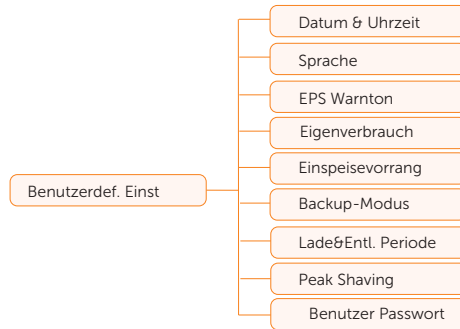 Datum & Uhrzeit
Sprache
EPS Warnton
Eigenverbrauch
Einspeisevorrang
Benutzerdef. Einst
Backup-Modus
Lade&Entl. Periode
Peak Shaving
Benutzer Passwort